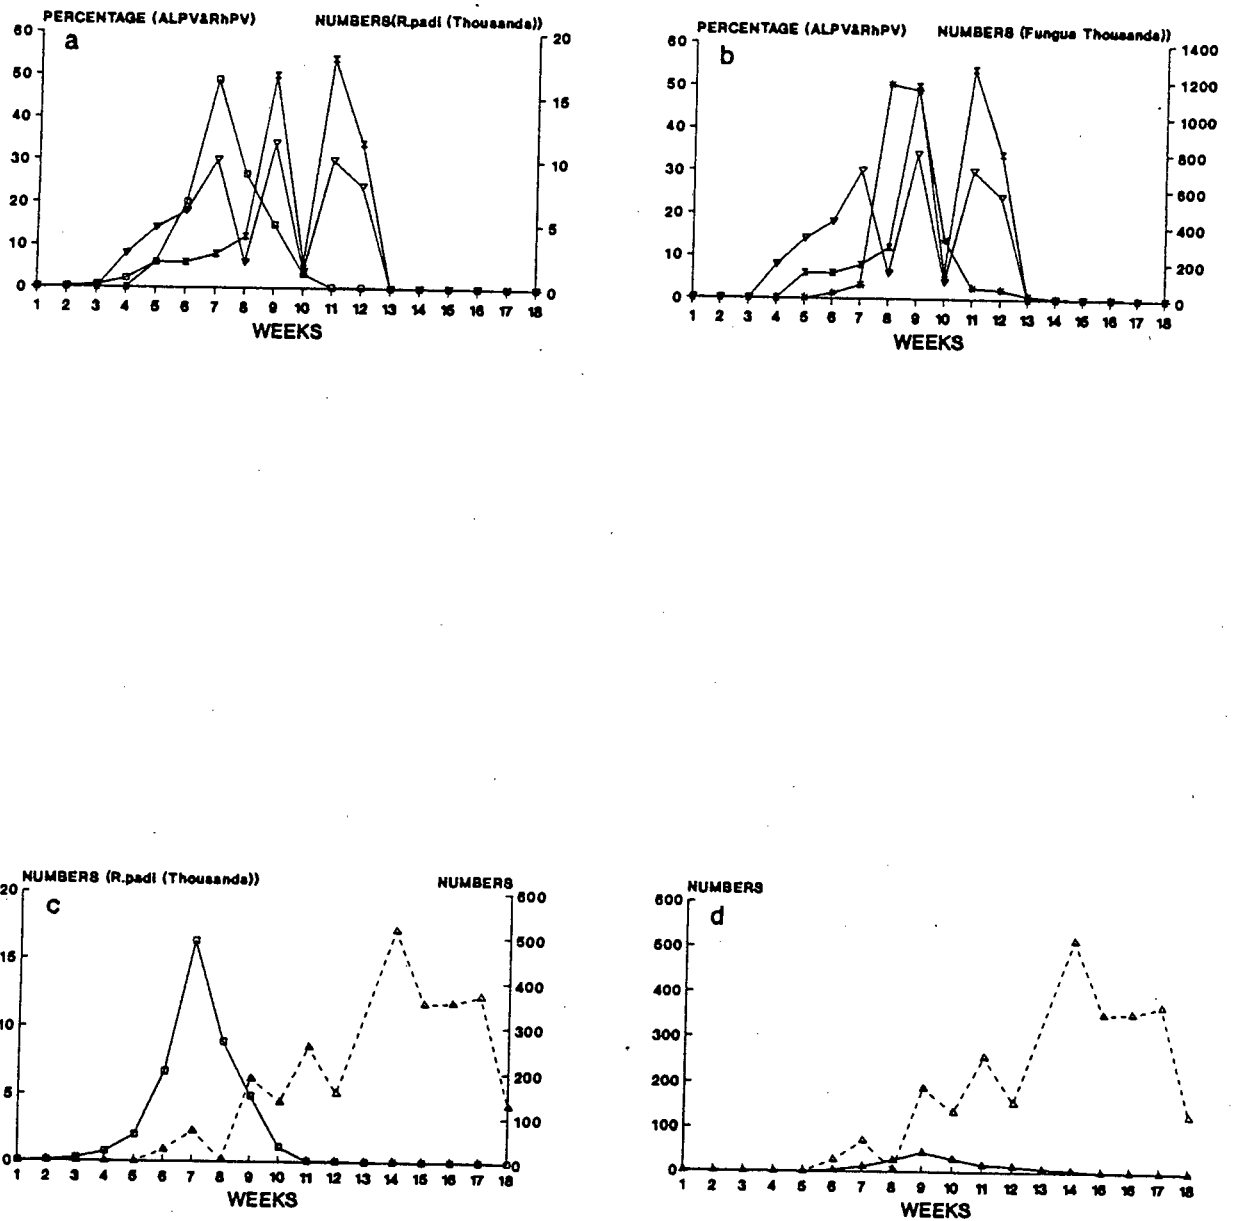 PERCENTAGE (ALPV&RhPV) NUMBERS(R.padi (Thousands))
a
60 50 40 30 20 10 0
20 15 10 5 0
1 2 3 4 5 6 7 8 9 10 11 12 13 14 15 16 17 18
WEEKS
PERCENTAGE (ALPV&RhPV) NUMBERS (Fungus Thousands))
b
60 50 40 30 20 10 0
1400 1200 1000 800 600 400 200 0
1 2 3 4 5 6 7 8 9 10 11 12 13 14 15 16 17 18
WEEKS
NUMBERS (R.padi (Thousands)) NUMBERS
c
20 15 10 5 0
600 500 400 300 200 100 0
1 2 3 4 5 6 7 8 9 10 11 12 13 14 15 16 17 18
WEEKS
NUMBERS
d
600 500 400 300 200 100 0
1 2 3 4 5 6 7 8 9 10 11 12 13 14 15 16 17 18
WEEKS